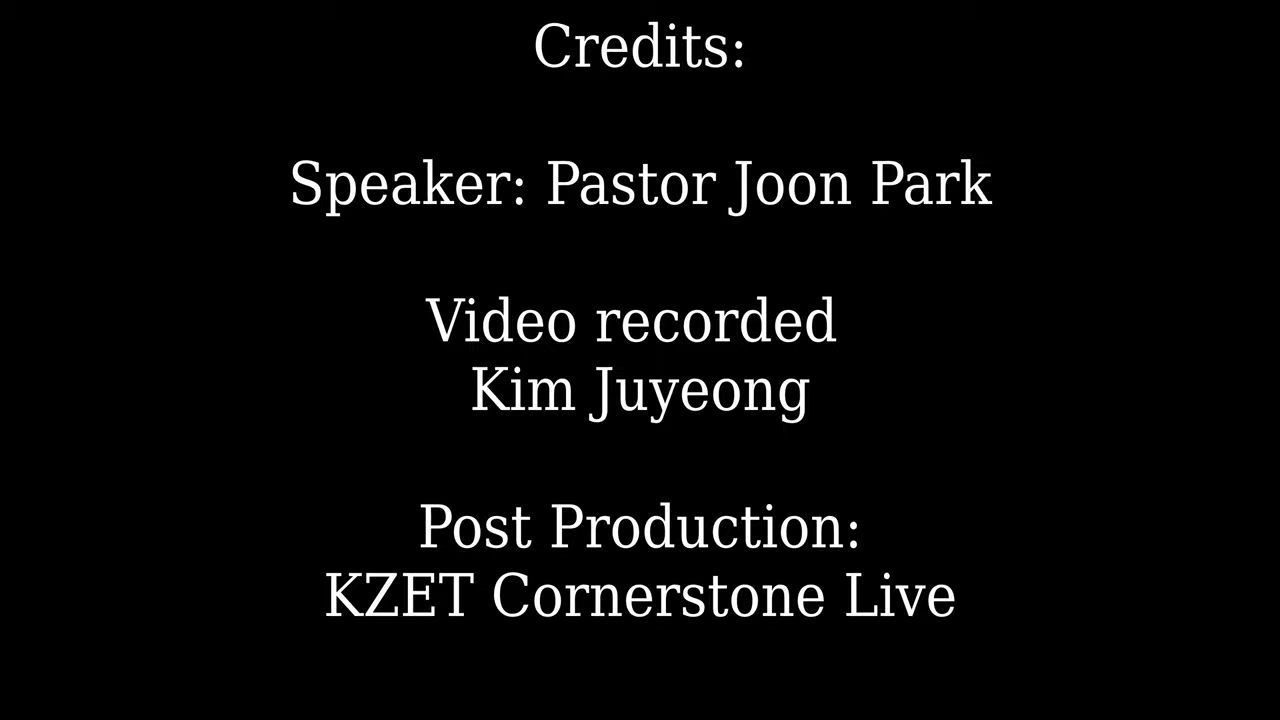 Credits:
Speaker: Pastor Joon Park
Video recorded
Kim Juyeong
Post Production:
KZET Cornerstone Live